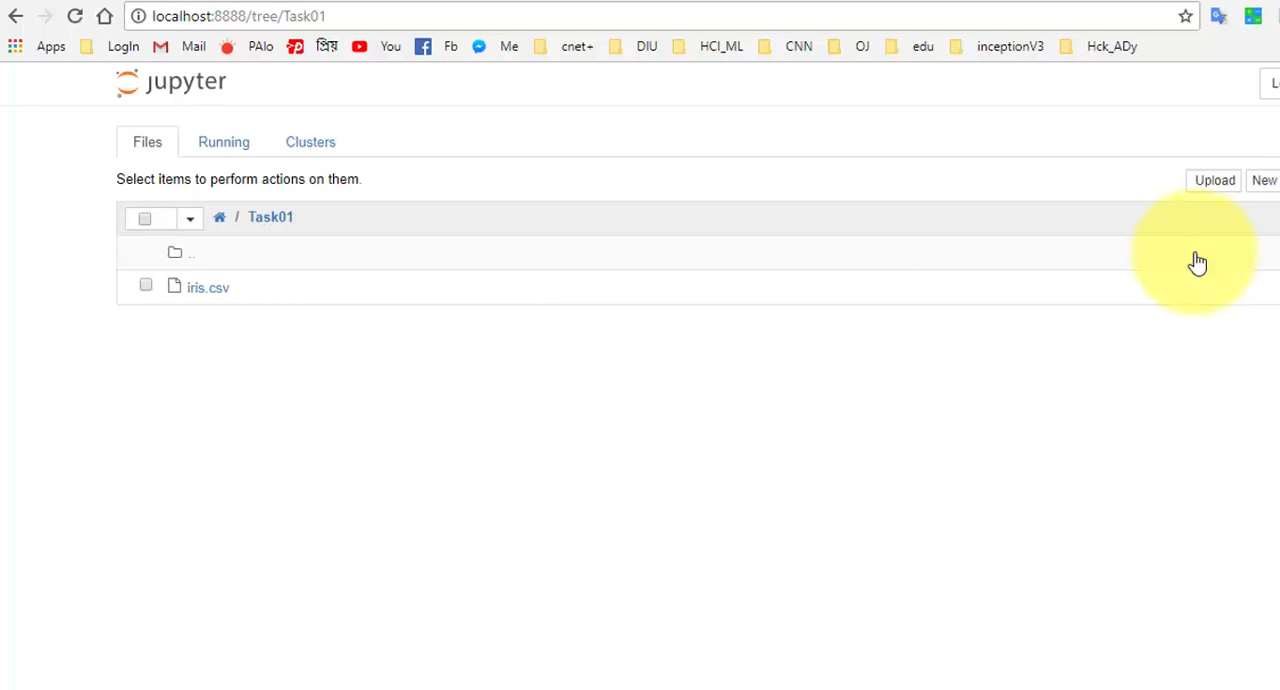 localhost:8888/tree/Task01
Apps LogIn Mail PAlo প্রিয় You Fb Me cnet+ DIU HCI_ML CNN OJ edu inceptionV3 Hck_ADy
jupyter
Files Running Clusters
Select items to perform actions on them.
Upload New
/ Task01
..
iris.csv